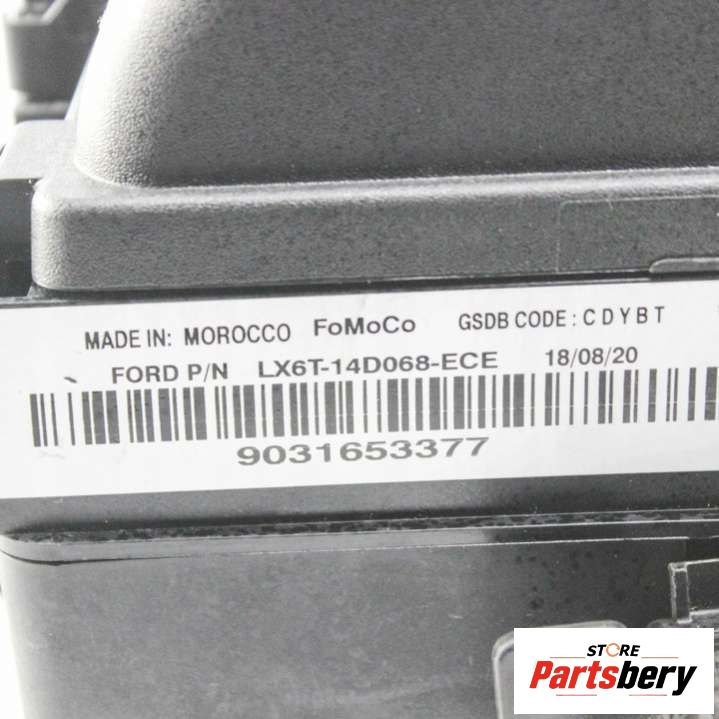 MADE IN: MOROCCO FoMoCo GSDB CODE : C D Y B T
FORD P/N LX6T-14D068-ECE 18/08/20
9031653377
STORE
Partsbery